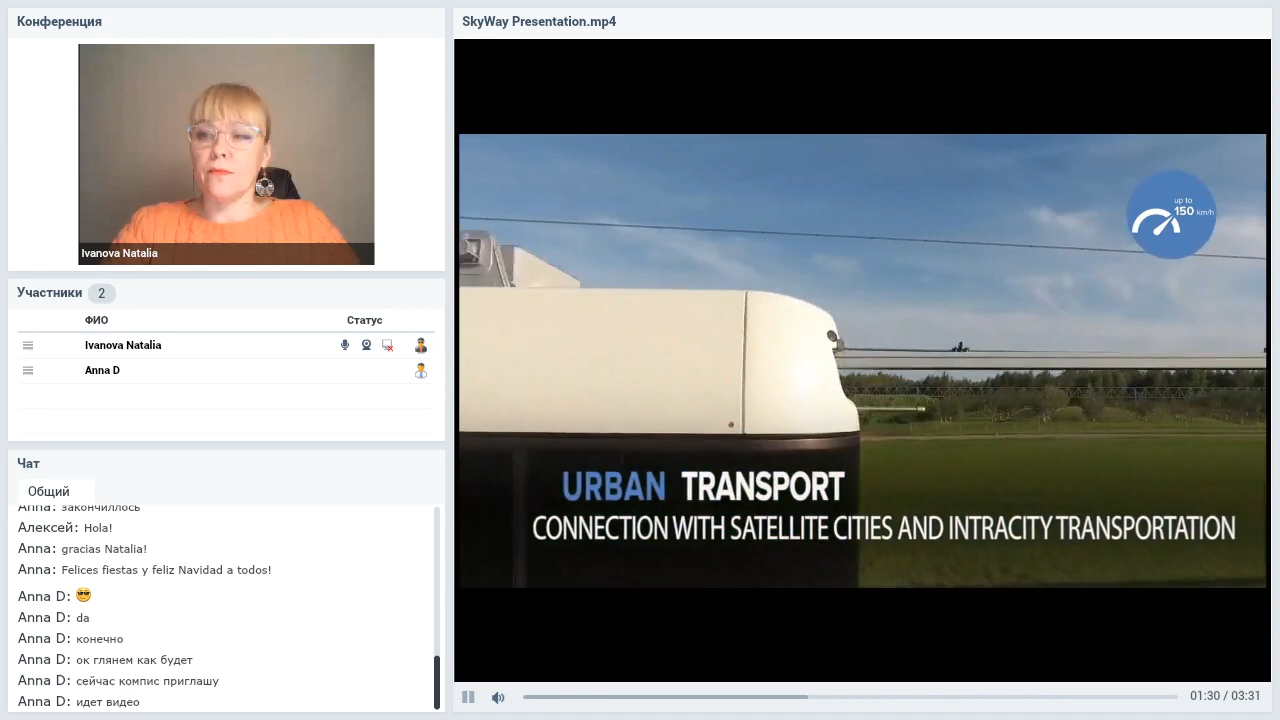 Конференция
Ivanova Natalia
Участники 2
ФИО Статус
Ivanova Natalia
Anna D
Чат
Общий
Anna: закончиллось
Алексей: Hola!
Anna: gracias Natalia!
Anna: Felices fiestas y feliz Navidad a todos!
Anna D:
Anna D: da
Anna D: конечно
Anna D: ок глянем как будет
Anna D: сейчас компис приглашу
Anna D: идет видео
SkyWay Presentation.mp4
up to
150 km/h
URBAN TRANSPORT
CONNECTION WITH SATELLITE CITIES AND INTRACITY TRANSPORTATION
01:30 / 03:31